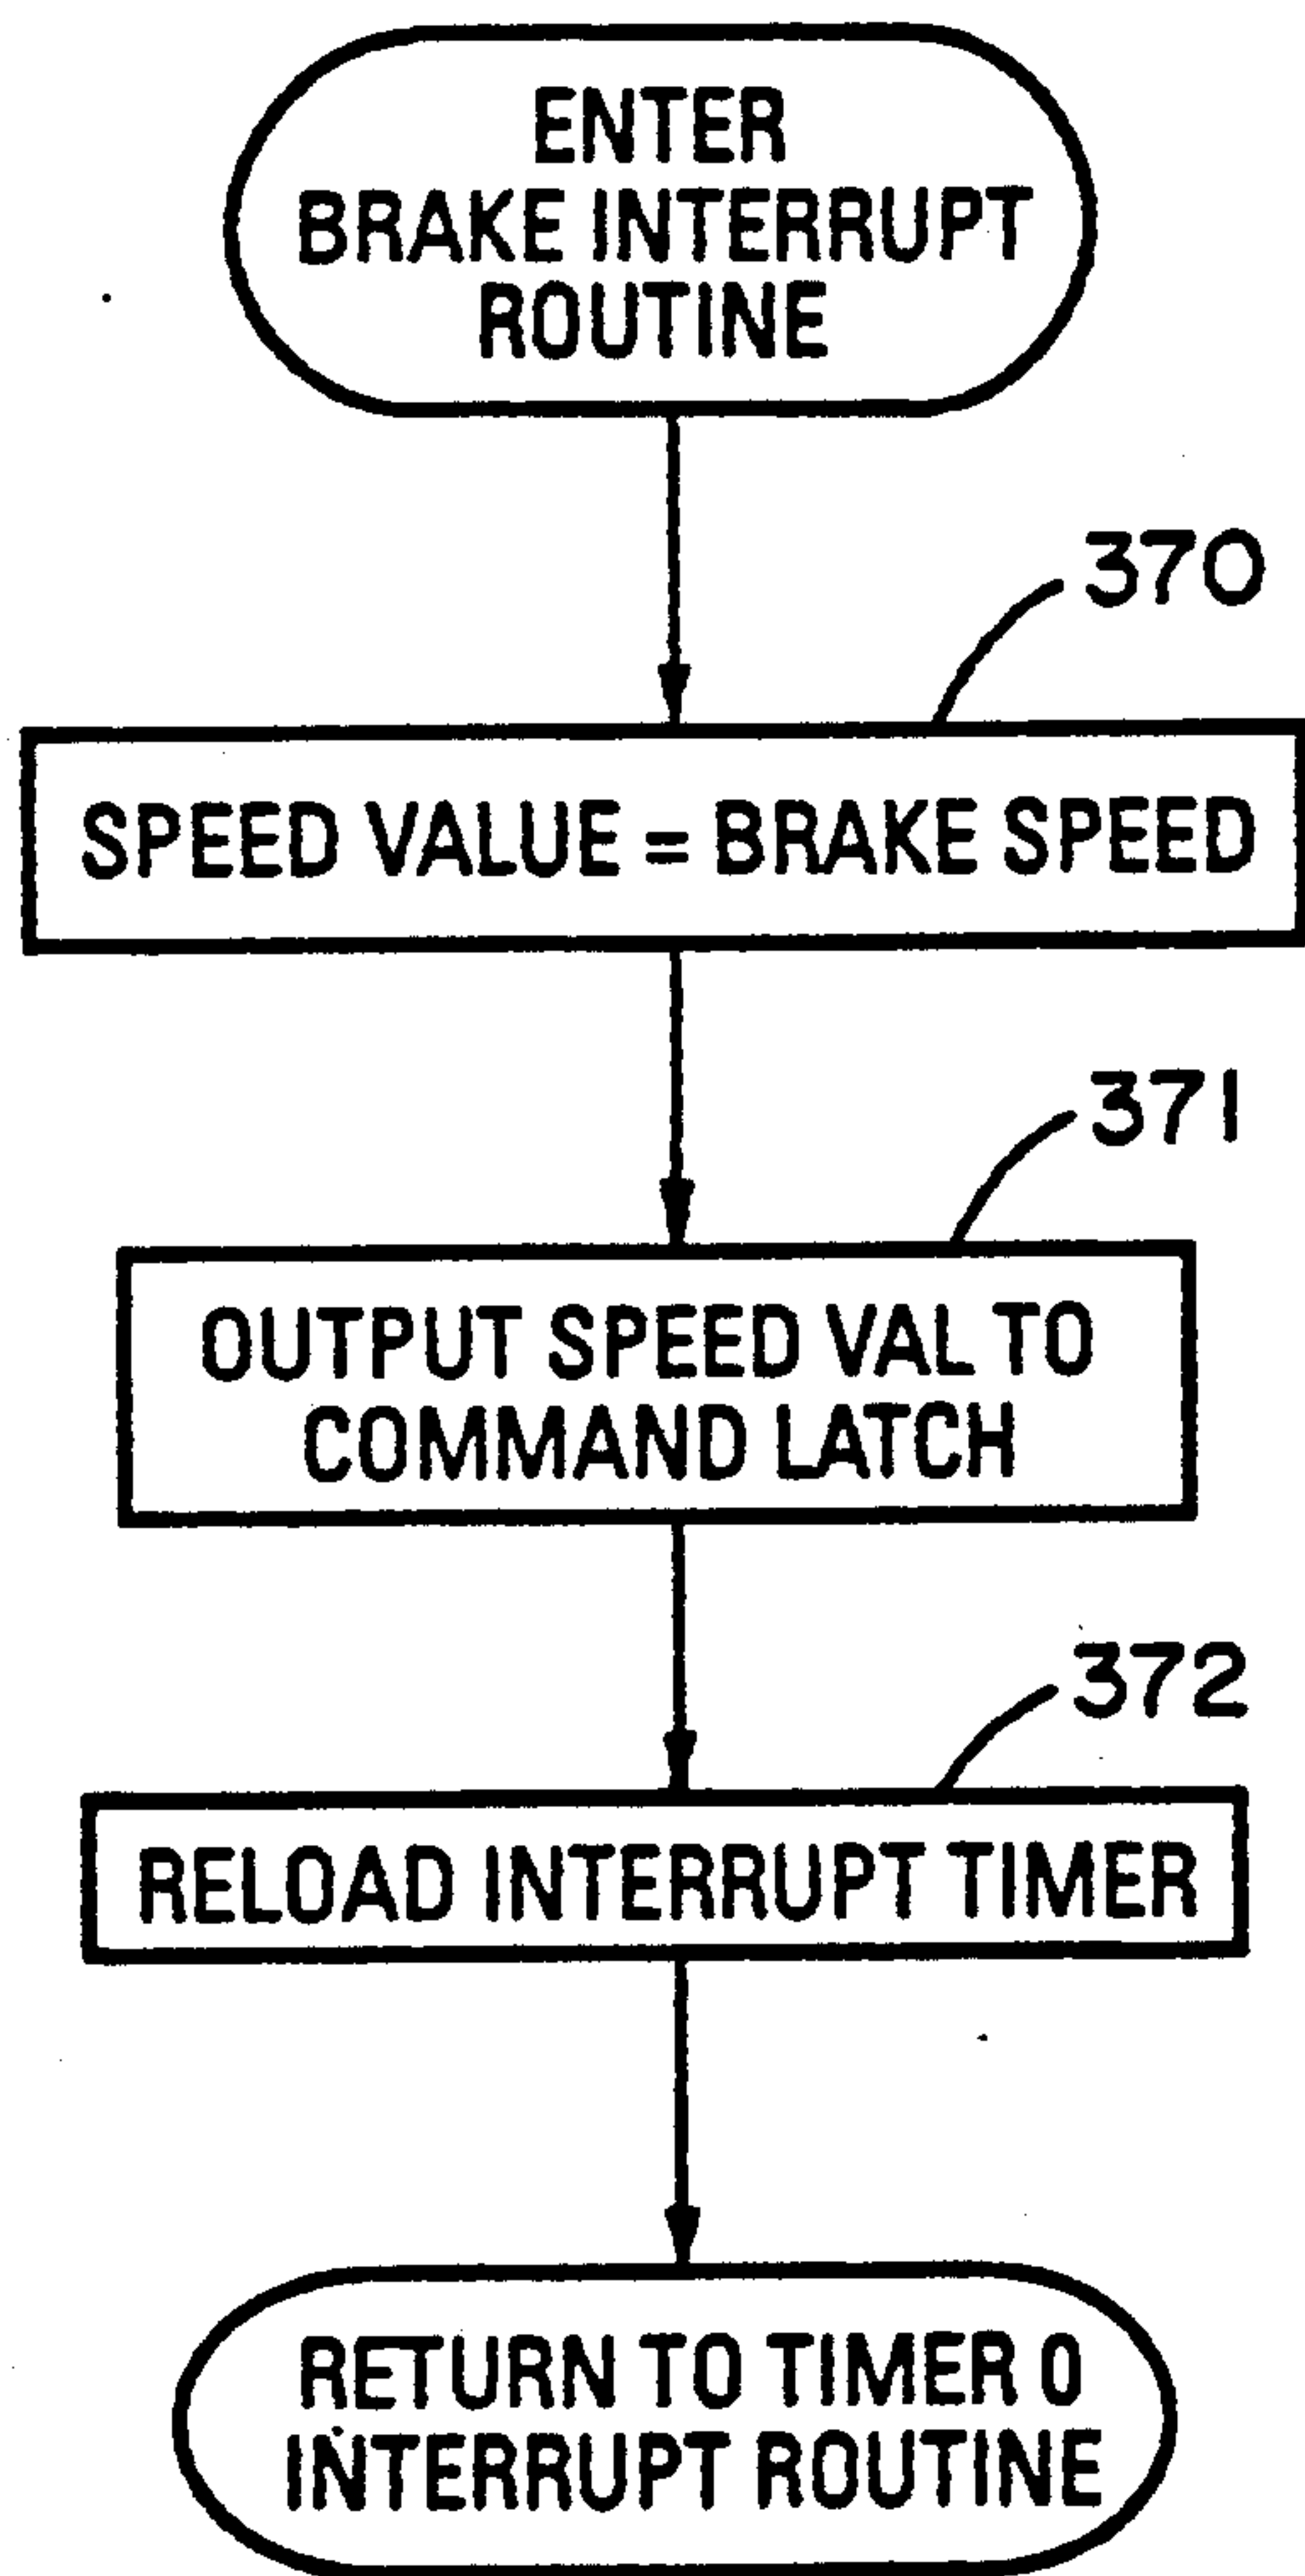 ENTER
BRAKE INTERRUPT
ROUTINE
370
SPEED VALUE = BRAKE SPEED
371
OUTPUT SPEED VAL TO
COMMAND LATCH
372
RELOAD INTERRUPT TIMER
RETURN TO TIMER 0
INTERRUPT ROUTINE